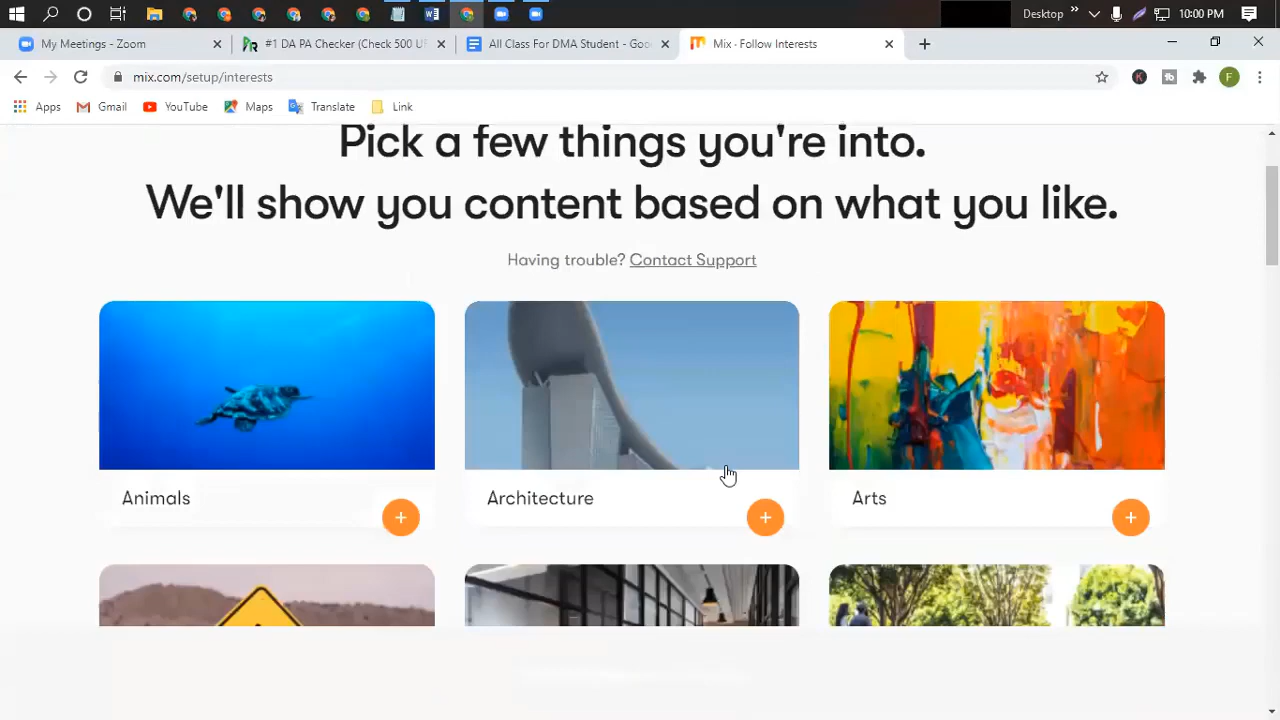 Desktop
10:00 PM
My Meetings - Zoom
#1 DA PA Checker (Check 500 U
All Class For DMA Student - Goo
Mix · Follow Interests
mix.com/setup/interests
F
Apps
Gmail
YouTube
Maps
Translate
Link
Pick a few things you're into.
We'll show you content based on what you like.
Having trouble? Contact Support
Animals
Architecture
Arts